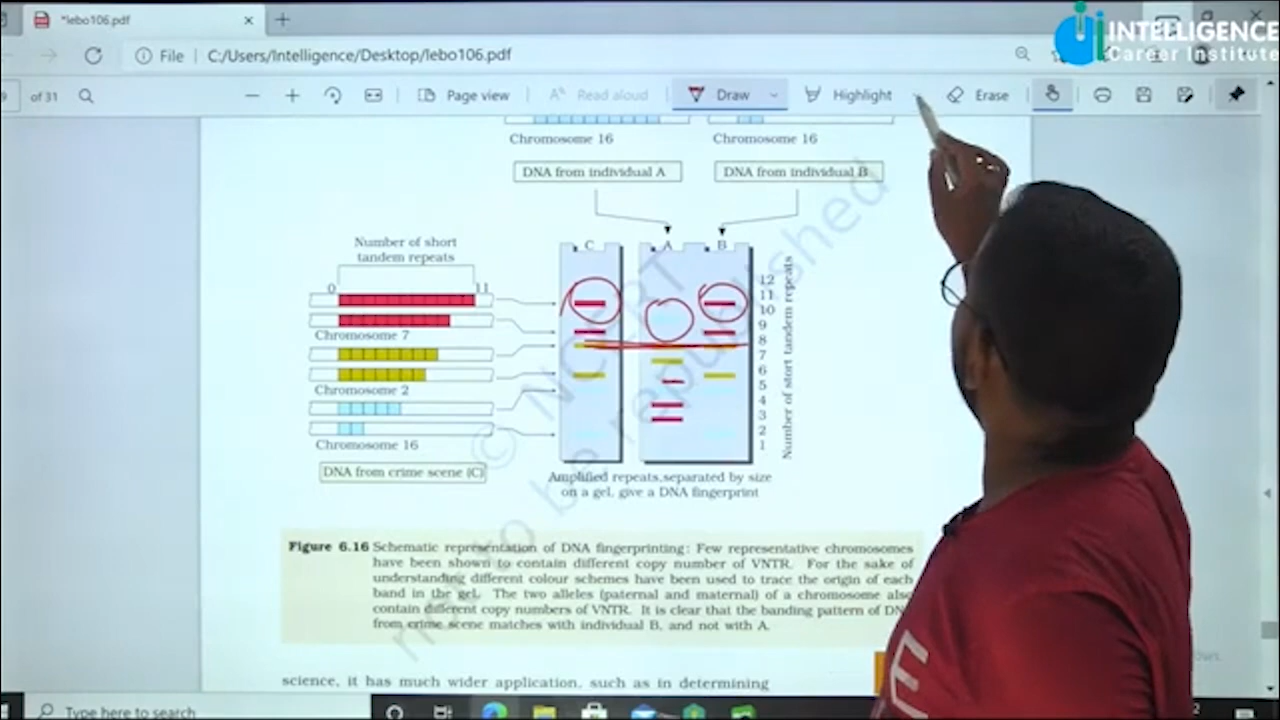 *lebo106.pdf
INTELLIGENCE
Career Institute
File
C:/Users/Intelligence/Desktop/lebo106.pdf
9 of 31
Page view
Read aloud
Draw
Highlight
Erase
Chromosome 16
Chromosome 16
DNA from individual A
DNA from individual B
Number of short
tandem repeats
0
11
C
A
B
12
11
10
9
8
7
6
5
4
3
2
1
Number of stort tandem repeats
Chromosome 7
Chromosome 2
Chromosome 16
DNA from crime scene (C)
Amplified repeats,separated by size
on a gel, give a DNA fingerprint
© NCERT
not to be republished
Figure 6.16 Schematic representation of DNA fingerprinting: Few representative chromosomes
have been shown to contain different copy number of VNTR. For the sake of
understanding different colour schemes have been used to trace the origin of each
band in the gel. The two alleles (paternal and maternal) of a chromosome also
contain different copy numbers of VNTR. It is clear that the banding pattern of DN
from crime scene matches with individual B, and not with A.
science, it has much wider application, such as in determining
Type here to search